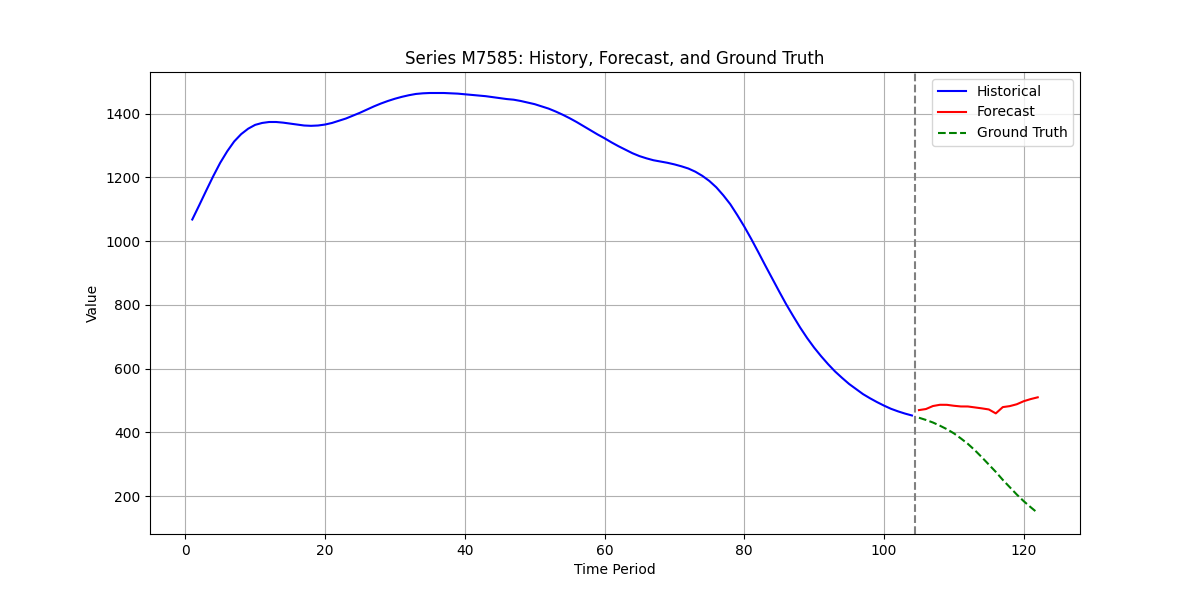 Series M7585: History, Forecast, and Ground Truth
Historical
Forecast
Ground Truth
Value
1400
1200
1000
800
600
400
200
0 20 40 60 80 100 120
Time Period